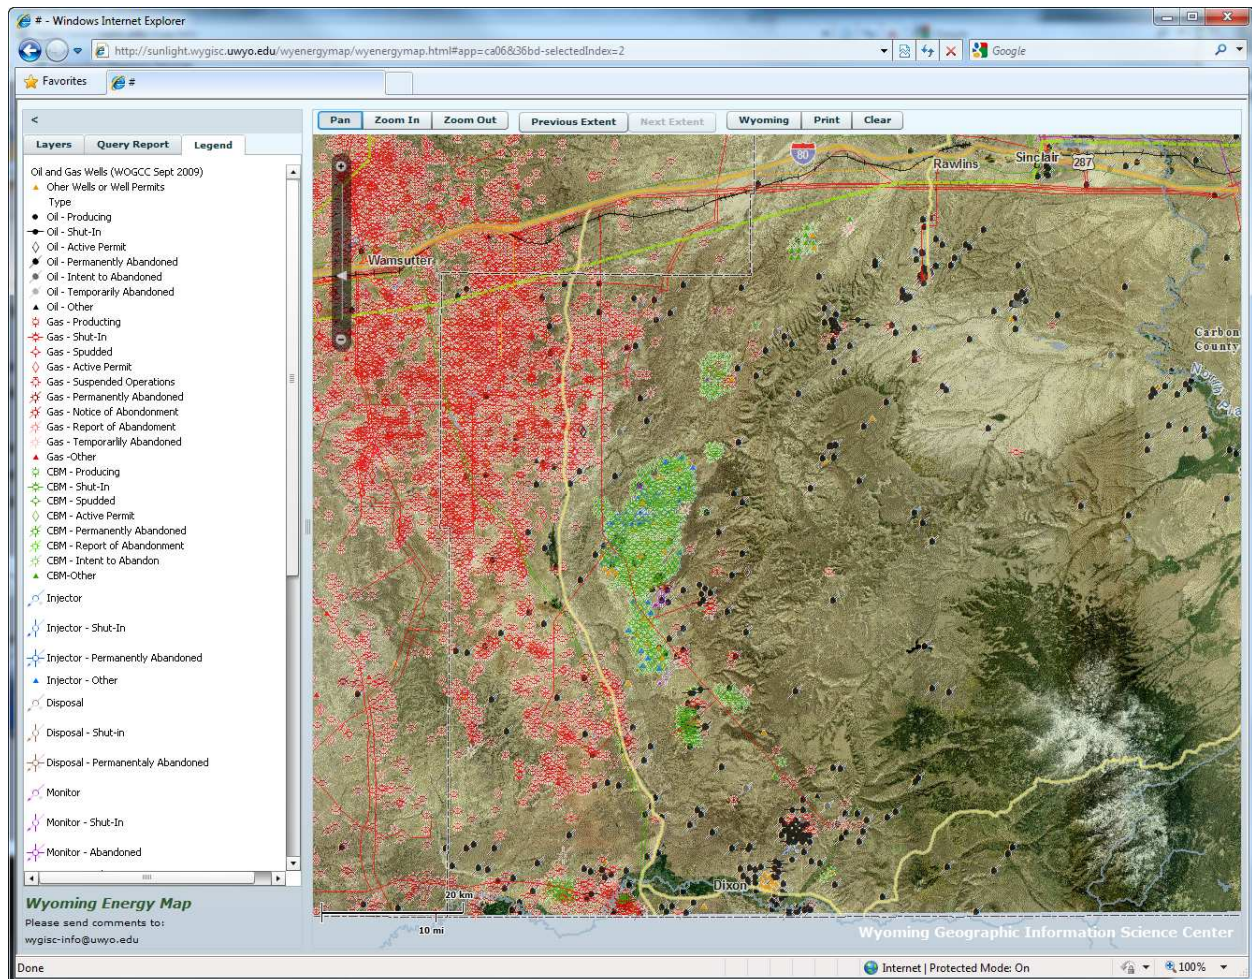 # - Windows Internet Explorer
http://sunlight.wygisc.uwyo.edu/wyenergymap/wyenergymap.html#app=ca06&36bd-selectedIndex=2
Google
Favorites
#
<
Pan
Zoom In
Zoom Out
Previous Extent
Next Extent
Wyoming
Print
Clear
Layers
Query Report
Legend
Oil and Gas Wells (WOGCC Sept 2009)
Oher Wells or Well Permits
Type
Oil - Producing
Oil - Shut-In
Oil - Active Permit
Oil - Permanently Abandoned
Oil - Intent to Abandoned
Oil - Temporarily Abandoned
Oil - Other
Gas - Producting
Gas - Shut-In
Gas - Spudded
Gas - Active Permit
Gas - Suspended Operations
Gas - Permanently Abandoned
Gas - Notice of Abondonment
Gas - Report of Abandoment
Gas - Temporarlily Abandoned
Gas -Other
CBM - Producing
CBM - Shut-In
CBM - Spudded
CBM - Active Permit
CBM - Permanently Abandoned
CBM - Report of Abandonment
CBM - Intent to Abandon
CBM-Other
Injector
Injector - Shut-In
Injector - Permanently Abandoned
Injector - Other
Disposal
Disposal - Shut-in
Disposal - Permanentaly Abandoned
Monitor
Monitor - Shut-In
Monitor - Abandoned
Wyoming Energy Map
Please send comments to:
wygisc-info@uwyo.edu
80
Rawlins
Sinclair
287
Wamsutter
Carbon
County
North
Dixon
20 km
10 mi
Wyoming Geographic Information Science Center
Done
Internet | Protected Mode: On
100%